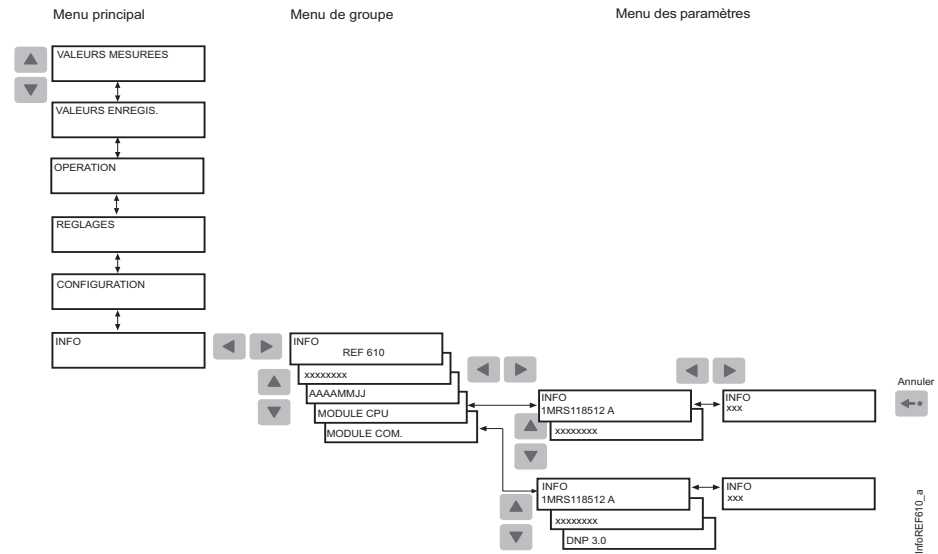 Menu principal
Menu de groupe
Menu des paramètres
VALEURS MESUREES
VALEURS ENREGIS.
OPERATION
REGLAGES
CONFIGURATION
INFO
INFO
REF 610
xxxxxxxx
AAAAMMJJ
MODULE CPU
MODULE COM.
INFO
1MRS118512 A
xxxxxxxx
INFO
xxx
Annuler
INFO
1MRS118512 A
xxxxxxxx
DNP 3.0
INFO
xxx
InfoREF610_a